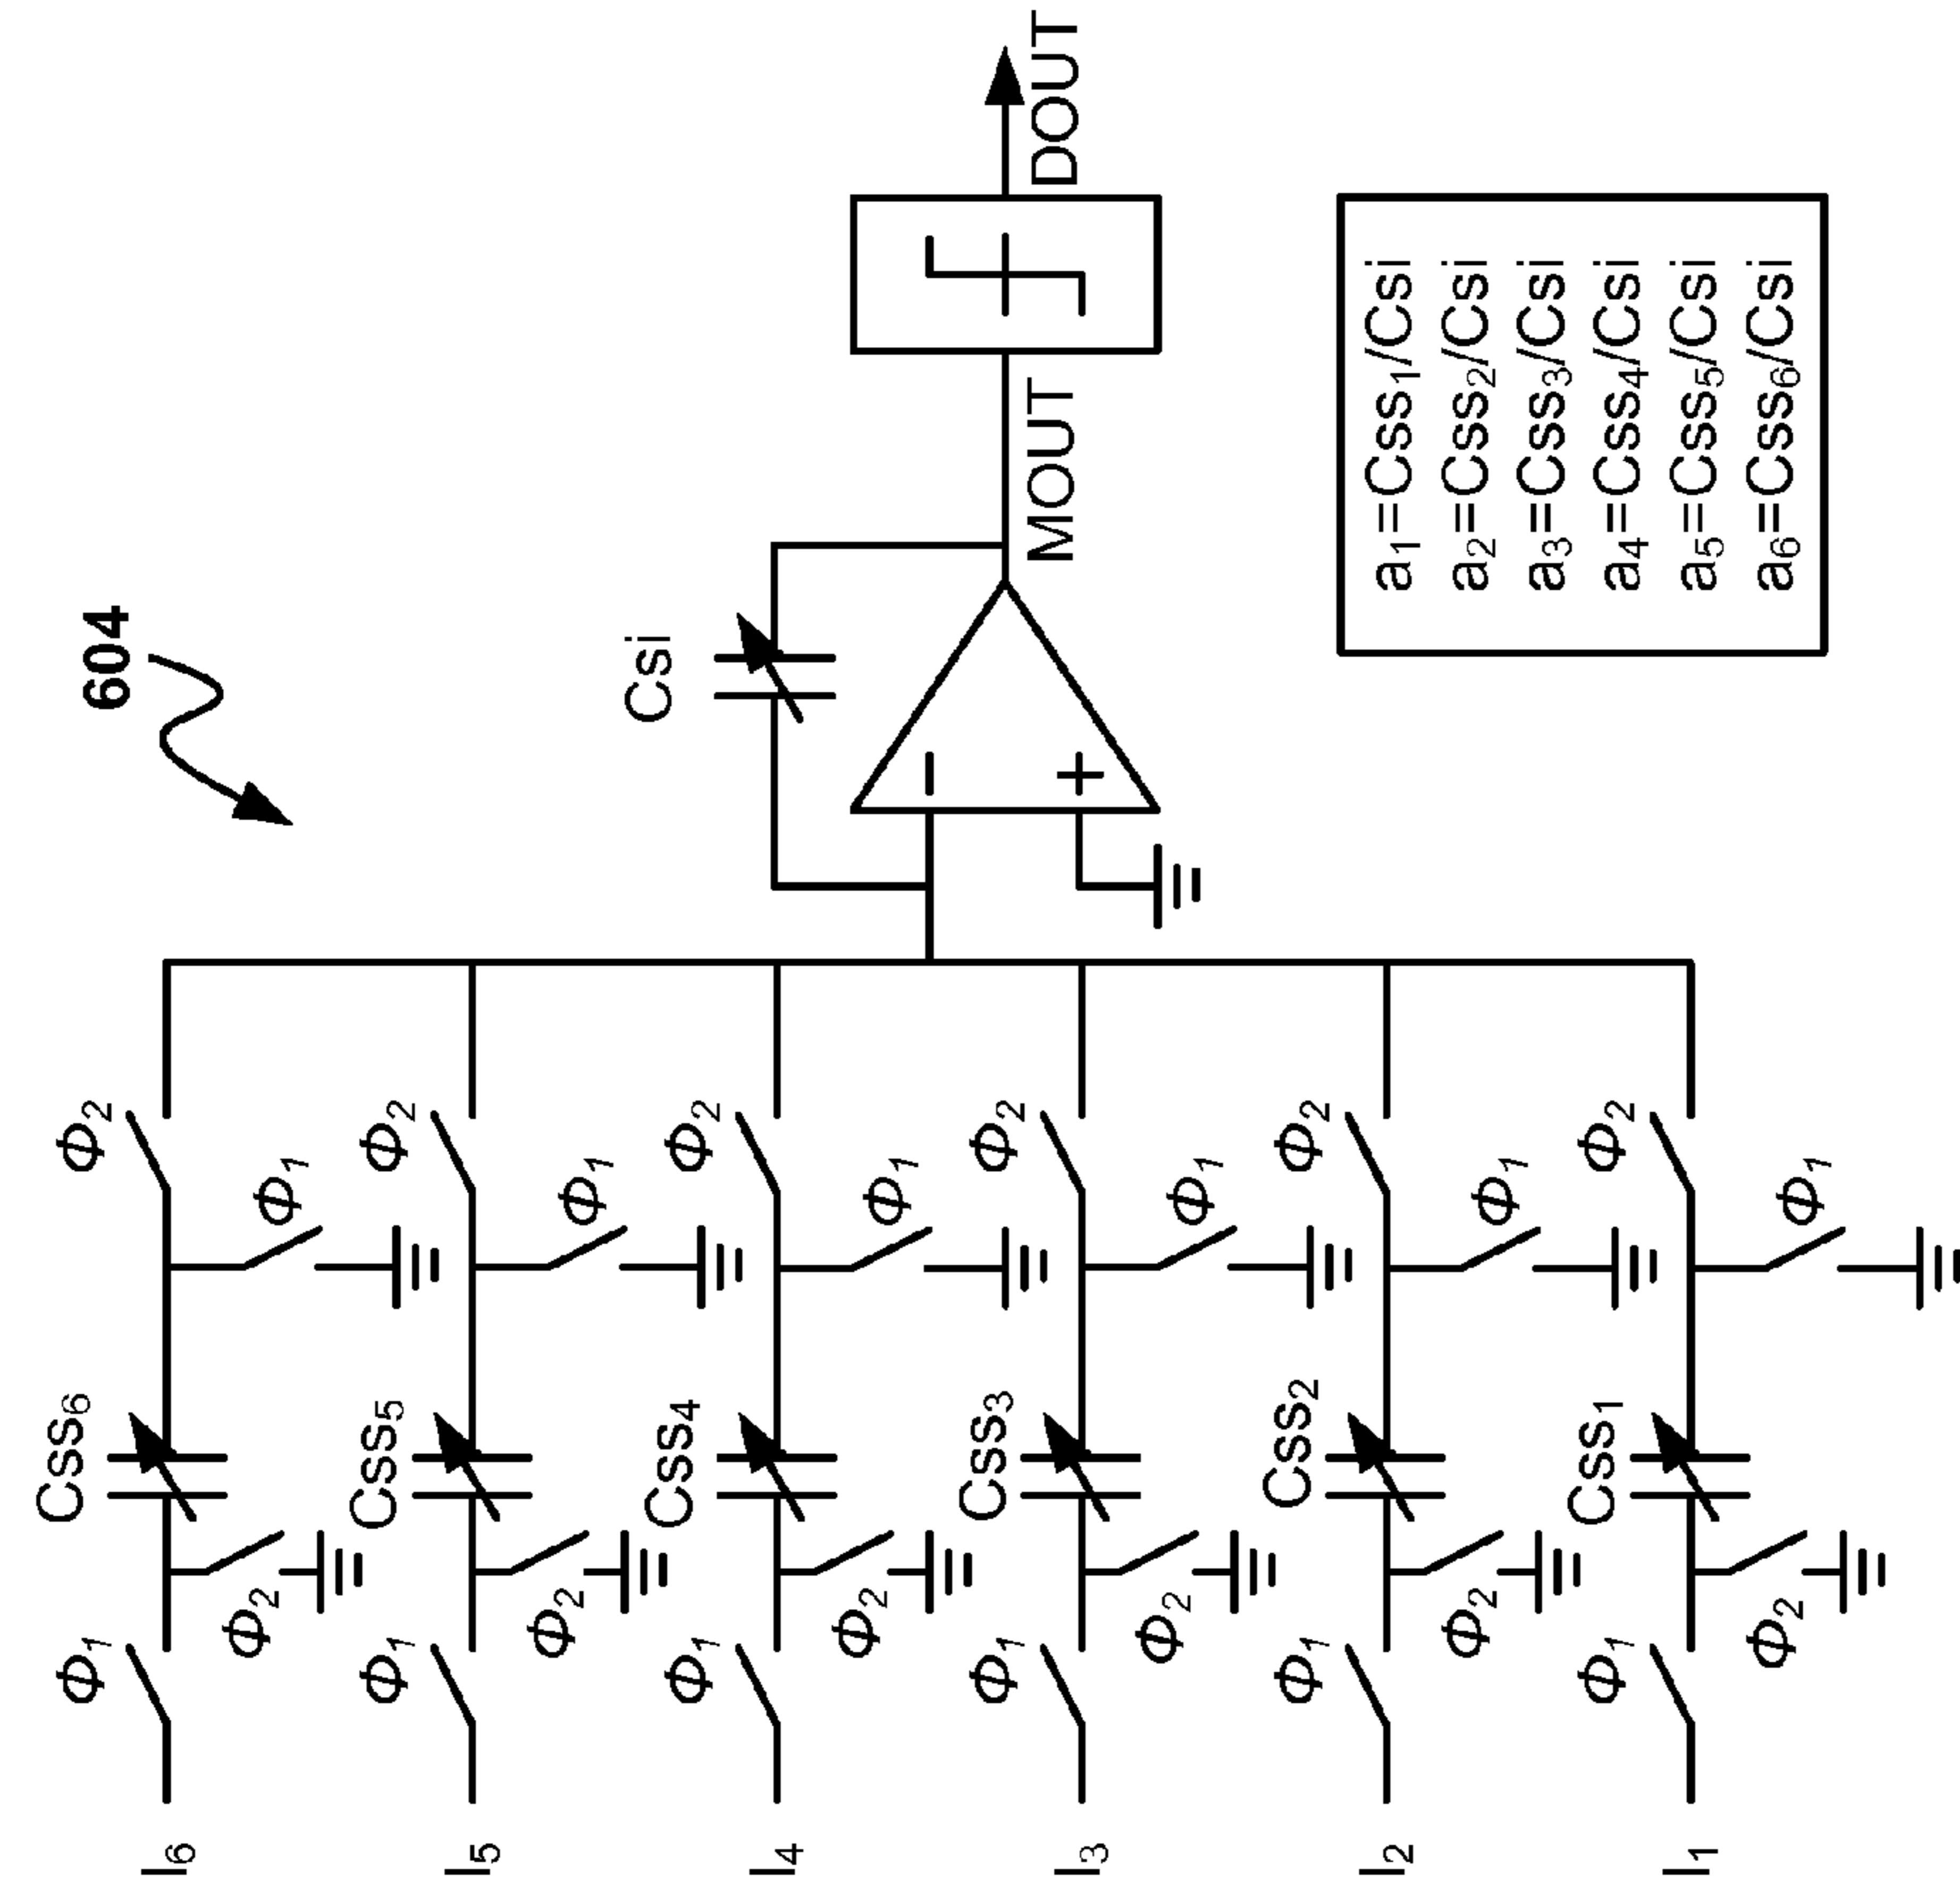 604
I6
Φ1
Φ2
Css6
Φ1
Φ2
I5
Φ1
Φ2
Css5
Φ1
Φ2
I4
Φ1
Φ2
Css4
Φ1
Φ2
I3
Φ1
Φ2
Css3
Φ1
Φ2
I2
Φ1
Φ2
Css2
Φ1
Φ2
I1
Φ1
Φ2
Css1
Φ1
Φ2
Csi
−
+
MOUT
DOUT
a1=Css1/Csi
a2=Css2/Csi
a3=Css3/Csi
a4=Css4/Csi
a5=Css5/Csi
a6=Css6/Csi